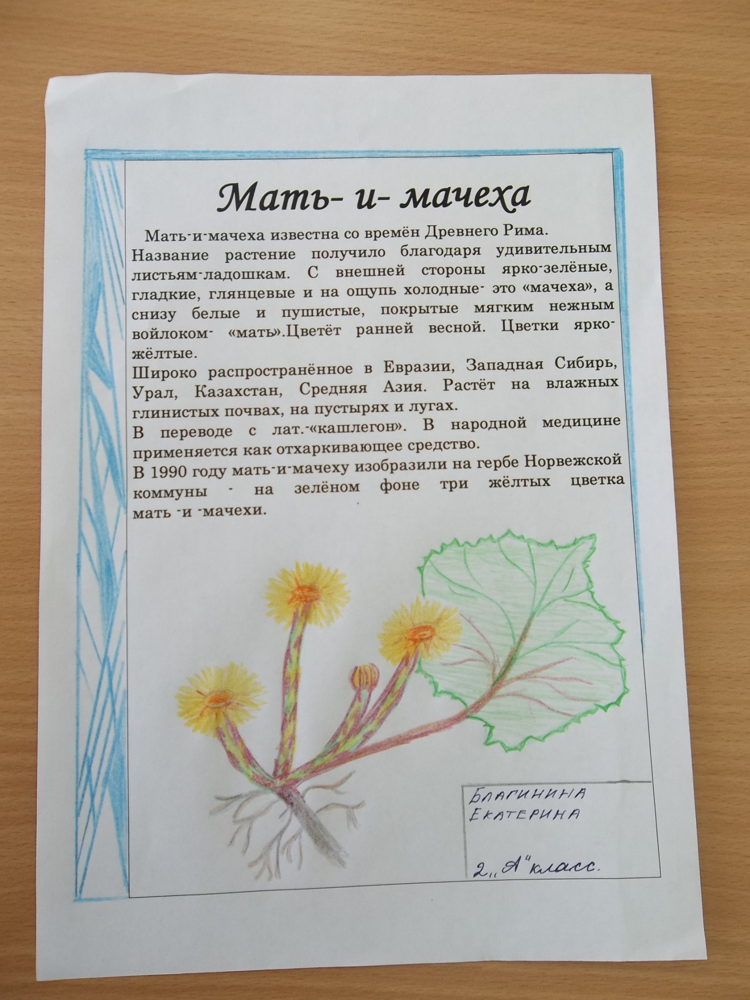 Мать- и- мачеха
Мать-и-мачеха известна со времён Древнего Рима.
Название растение получило благодаря удивительным
листьям-ладошкам. С внешней стороны ярко-зелёные,
гладкие, глянцевые и на ощупь холодные- это «мачеха», а
снизу белые и пушистые, покрытые мягким нежным
войлоком- «мать».Цветёт ранней весной. Цветки ярко-
жёлтые.
Широко распространённое в Евразии, Западная Сибирь,
Урал, Казахстан, Средняя Азия. Растёт на влажных
глинистых почвах, на пустырях и лугах.
В переводе с лат.-«кашлегон». В народной медицине
применяется как отхаркивающее средство.
В 1990 году мать-и-мачеху изобразили на гербе Норвежской
коммуны - на зелёном фоне три жёлтых цветка
мать -и -мачехи.
БЛАГИНИНА
ЕКАТЕРИНА
2 „А“ класс.